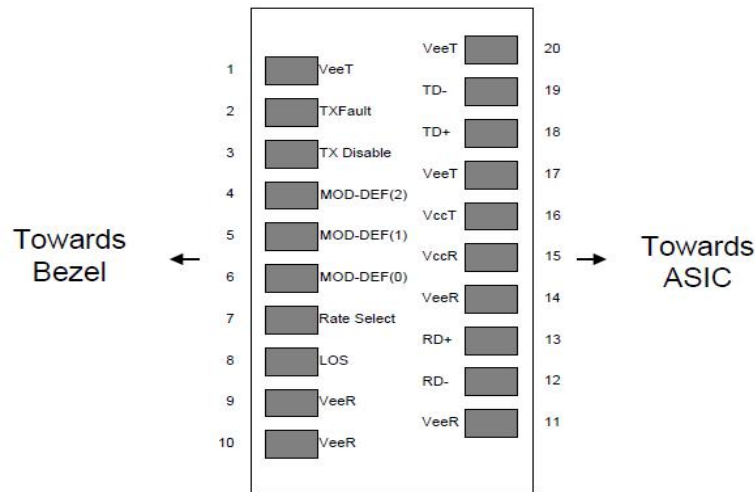 VeeT 20
1 VeeT
TD- 19
2 TXFault
TD+ 18
3 TX Disable
VeeT 17
4 MOD-DEF(2)
VccT 16
5 MOD-DEF(1)
Towards
Bezel
VccR 15
Towards
ASIC
6 MOD-DEF(0)
VeeR 14
7 Rate Select
RD+ 13
8 LOS
RD- 12
9 VeeR
VeeR 11
10 VeeR